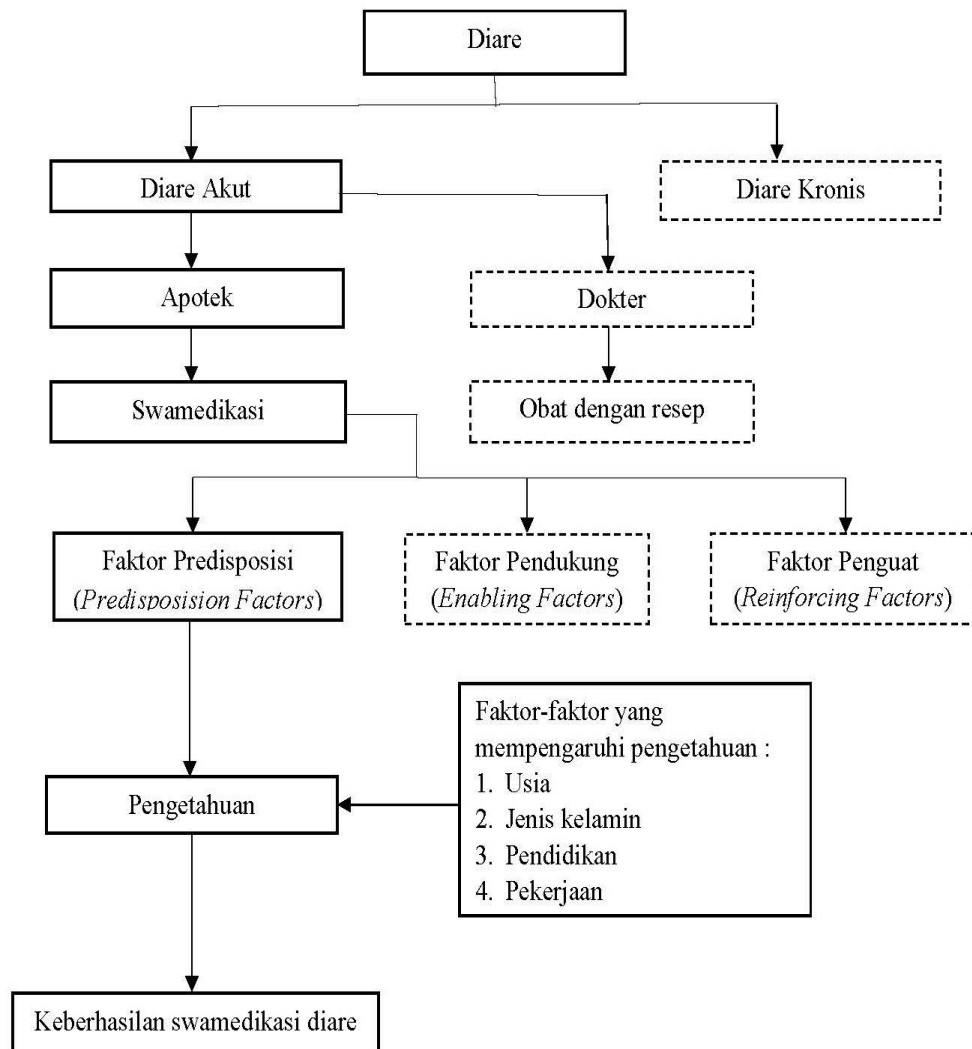 Diare
Diare Akut
Diare Kronis
Apotek
Dokter
Swamedikasi
Obat dengan resep
Faktor Predisposisi
(Predisposision Factors)
Faktor Pendukung
(Enabling Factors)
Faktor Penguat
(Reinforcing Factors)
Faktor-faktor yang
mempengaruhi pengetahuan :
1. Usia
2. Jenis kelamin
3. Pendidikan
4. Pekerjaan
Pengetahuan
Keberhasilan swamedikasi diare